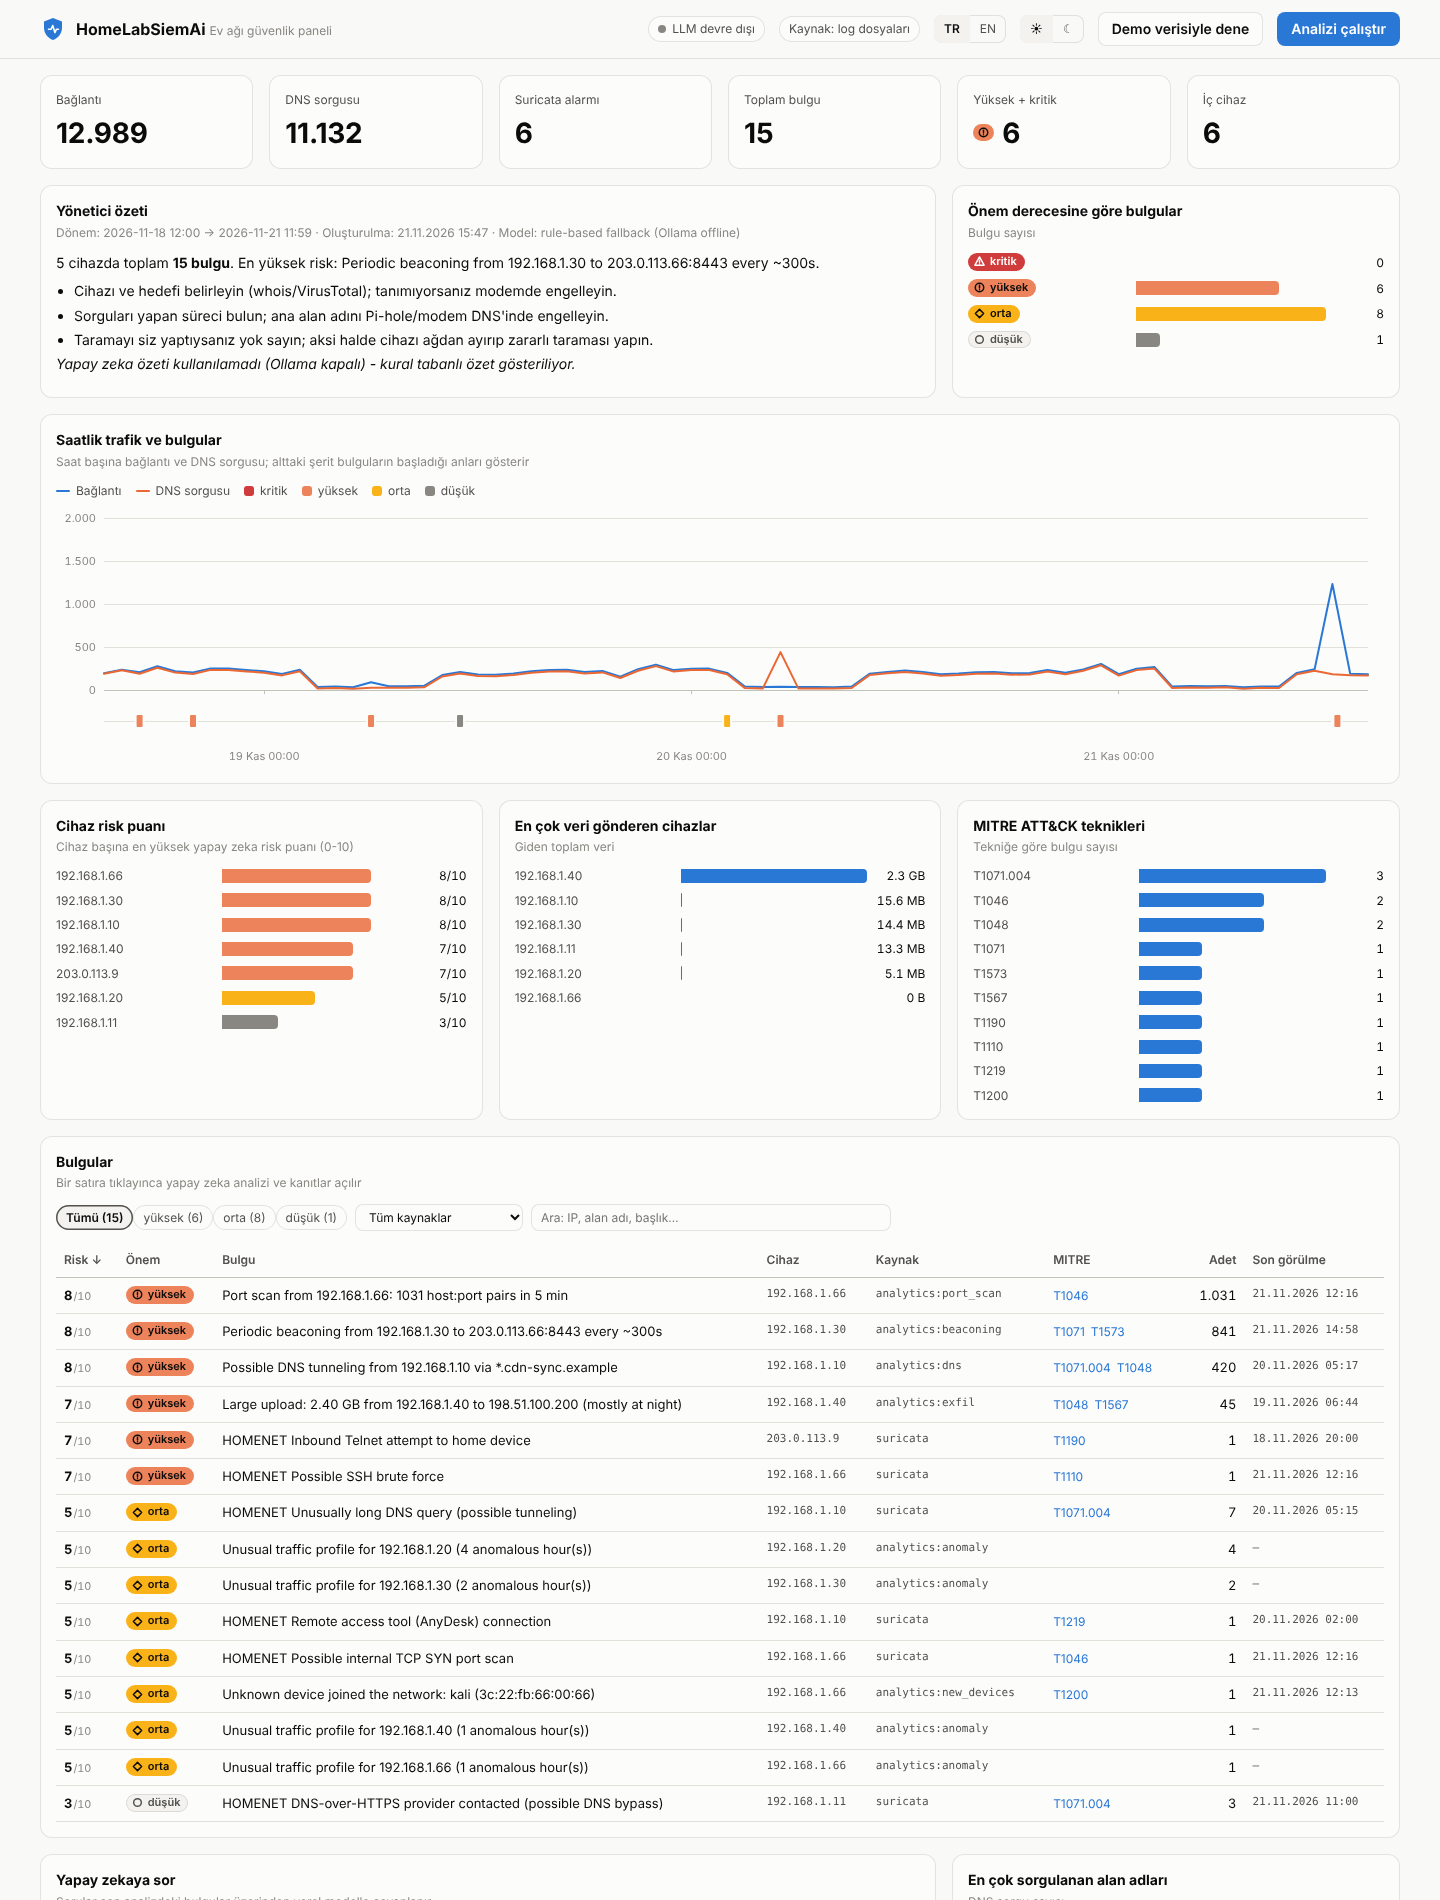 HomeLabSiemAi Ev ağı güvenlik paneli
LLM devre dışı
Kaynak: log dosyaları
TR EN
Demo verisiyle dene
Analizi çalıştır
Bağlantı
12.989
DNS sorgusu
11.132
Suricata alarmı
6
Toplam bulgu
15
Yüksek + kritik
6
İç cihaz
6
Yönetici özeti
Dönem: 2026-11-18 12:00 → 2026-11-21 11:59 · Oluşturulma: 21.11.2026 15:47 · Model: rule-based fallback (Ollama offline)
5 cihazda toplam 15 bulgu. En yüksek risk: Periodic beaconing from 192.168.1.30 to 203.0.113.66:8443 every ~300s.
• Cihazı ve hedefi belirleyin (whois/VirusTotal); tanımıyorsanız modemde engelleyin.
• Sorguları yapan süreci bulun; ana alan adını Pi-hole/modem DNS'inde engelleyin.
• Taramayı siz yaptıysanız yok sayın; aksi halde cihazı ağdan ayırıp zararlı taraması yapın.
Yapay zeka özeti kullanılamadı (Ollama kapalı) - kural tabanlı özet gösteriliyor.
Önem derecesine göre bulgular
Bulgu sayısı
kritik 0
yüksek 6
orta 8
düşük 1
Saatlik trafik ve bulgular
Saat başına bağlantı ve DNS sorgusu; alttaki şerit bulguların başladığı anları gösterir
Bağlantı DNS sorgusu kritik yüksek orta düşük
2.000
1.500
1.000
500
0
19 Kas 00:00 20 Kas 00:00 21 Kas 00:00
Cihaz risk puanı
Cihaz başına en yüksek yapay zeka risk puanı (0-10)
192.168.1.66 8/10
192.168.1.30 8/10
192.168.1.10 8/10
192.168.1.40 7/10
203.0.113.9 7/10
192.168.1.20 5/10
192.168.1.11 3/10
En çok veri gönderen cihazlar
Giden toplam veri
192.168.1.40 2.3 GB
192.168.1.10 15.6 MB
192.168.1.30 14.4 MB
192.168.1.11 13.3 MB
192.168.1.20 5.1 MB
192.168.1.66 0 B
MITRE ATT&CK teknikleri
Tekniğe göre bulgu sayısı
T1071.004 3
T1046 2
T1048 2
T1071 1
T1573 1
T1567 1
T1190 1
T1110 1
T1219 1
T1200 1
Bulgular
Bir satıra tıklayınca yapay zeka analizi ve kanıtlar açılır
Tümü (15) yüksek (6) orta (8) düşük (1) Tüm kaynaklar Ara: IP, alan adı, başlık...
Risk ↓ Önem Bulgu Cihaz Kaynak MITRE Adet Son görülme
8/10 yüksek Port scan from 192.168.1.66: 1031 host:port pairs in 5 min 192.168.1.66 analytics:port_scan T1046 1.031 21.11.2026 12:16
8/10 yüksek Periodic beaconing from 192.168.1.30 to 203.0.113.66:8443 every ~300s 192.168.1.30 analytics:beaconing T1071 T1573 841 21.11.2026 14:58
8/10 yüksek Possible DNS tunneling from 192.168.1.10 via *.cdn-sync.example 192.168.1.10 analytics:dns T1071.004 T1048 420 20.11.2026 05:17
7/10 yüksek Large upload: 2.40 GB from 192.168.1.40 to 198.51.100.200 (mostly at night) 192.168.1.40 analytics:exfil T1048 T1567 45 19.11.2026 06:44
7/10 yüksek HOMENET Inbound Telnet attempt to home device 203.0.113.9 suricata T1190 1 18.11.2026 20:00
7/10 yüksek HOMENET Possible SSH brute force 192.168.1.66 suricata T1110 1 21.11.2026 12:16
5/10 orta HOMENET Unusually long DNS query (possible tunneling) 192.168.1.10 suricata T1071.004 7 20.11.2026 05:15
5/10 orta Unusual traffic profile for 192.168.1.20 (4 anomalous hour(s)) 192.168.1.20 analytics:anomaly 4 –
5/10 orta Unusual traffic profile for 192.168.1.30 (2 anomalous hour(s)) 192.168.1.30 analytics:anomaly 2 –
5/10 orta HOMENET Remote access tool (AnyDesk) connection 192.168.1.10 suricata T1219 1 20.11.2026 02:00
5/10 orta HOMENET Possible internal TCP SYN port scan 192.168.1.66 suricata T1046 1 21.11.2026 12:16
5/10 orta Unknown device joined the network: kali (3c:22:fb:66:00:66) 192.168.1.66 analytics:new_devices T1200 1 21.11.2026 12:13
5/10 orta Unusual traffic profile for 192.168.1.40 (1 anomalous hour(s)) 192.168.1.40 analytics:anomaly 1 –
5/10 orta Unusual traffic profile for 192.168.1.66 (1 anomalous hour(s)) 192.168.1.66 analytics:anomaly 1 –
3/10 düşük HOMENET DNS-over-HTTPS provider contacted (possible DNS bypass) 192.168.1.11 suricata T1071.004 3 21.11.2026 11:00
Yapay zekaya sor
En çok sorgulanan alan adları